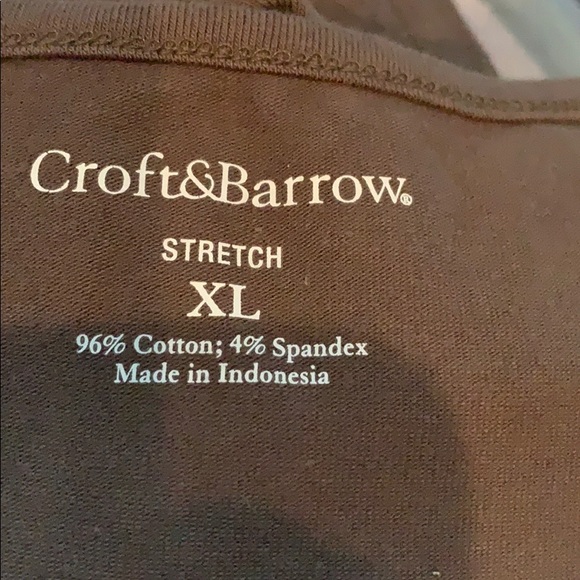 Croft&Barrow®
STRETCH
XL
96% Cotton; 4% Spandex
Made in Indonesia